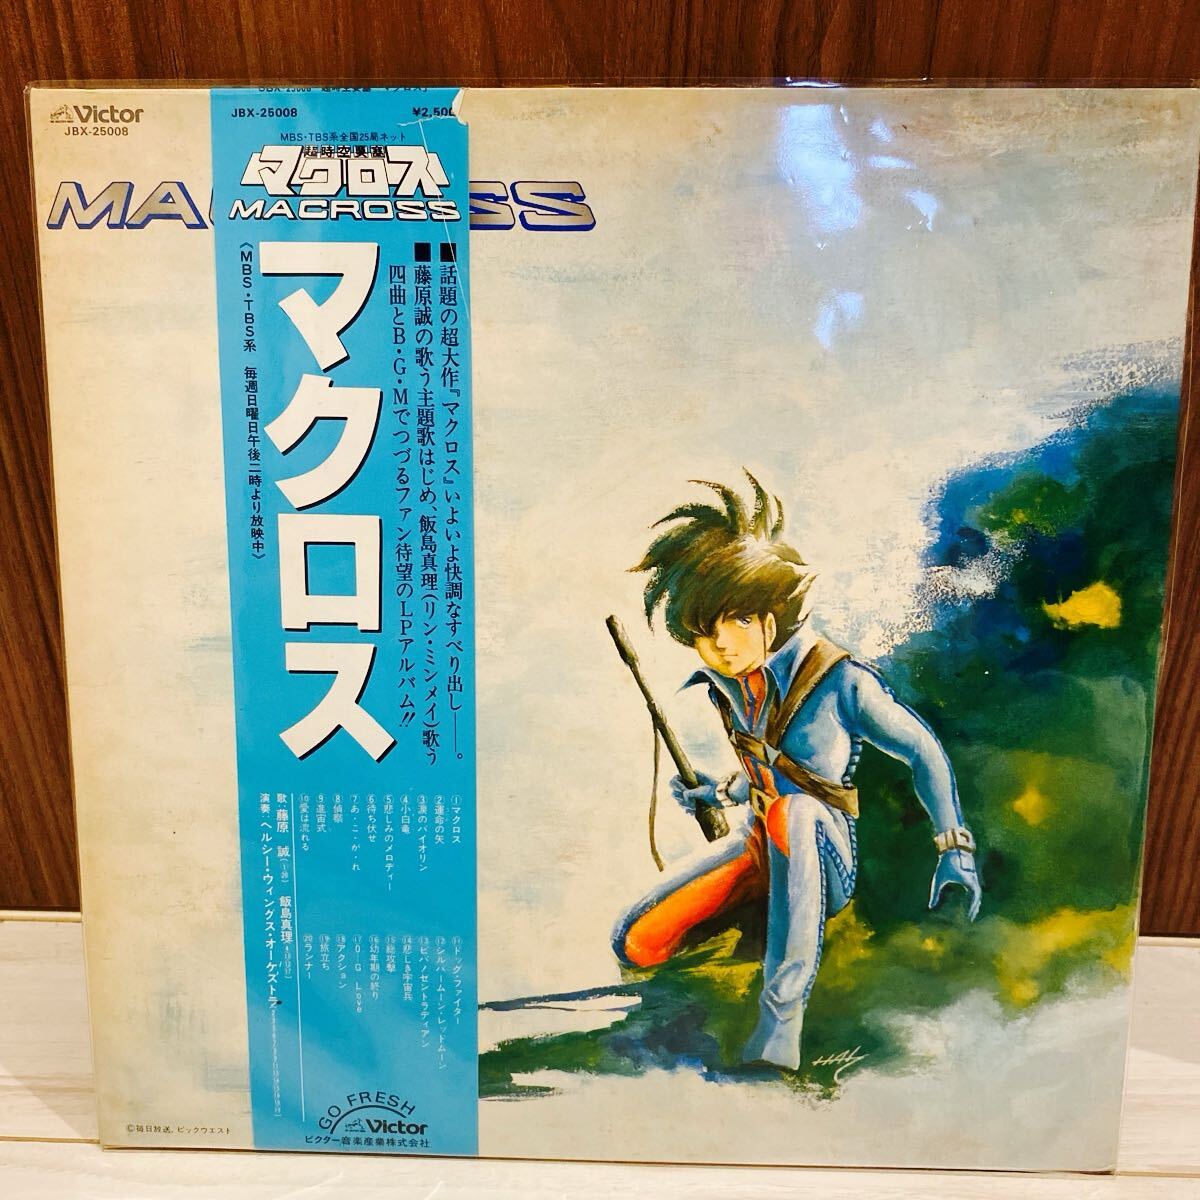 Victor
JBX-25008
JBX-25008
¥2,500
MBS・TBS系全国25局ネット
超時空要塞
マクロス
MACROSS
MACROSS
マクロス
《MBS・TBS系 毎週日曜日午後二時より放映中》
■話題の超大作『マクロス』いよいよ快調なすべり出し――。
■藤原誠の歌う主題歌はじめ、飯島真理(リン・ミンメイ)歌う
四曲とB・G・Mでつづるファン待望のLPアルバム!!
①マクロス
②運命の矢
③涙のバイオリン
④小白竜
⑤悲しみのメロディー
⑥待ち伏せ
⑦あ・こ・が・れ
⑧偵察
⑨進宙式
⑩愛は流れる
⑪ドッグ・ファイター
⑫シルバームーン・レッドムーン
⑬ビバノセントラディアン
⑭悲しき宇宙兵
⑮総攻撃
⑯幼年期の終り
⑰0-G Love
⑱アクション
⑲旅立ち
⑳ランナー
歌:藤原 誠(1・20) 飯島真理
演奏:ヘルシー・ウィングス・オーケストラ
GO FRESH
Victor
ビクター音楽産業株式会社
©毎日放送，ビックウエスト